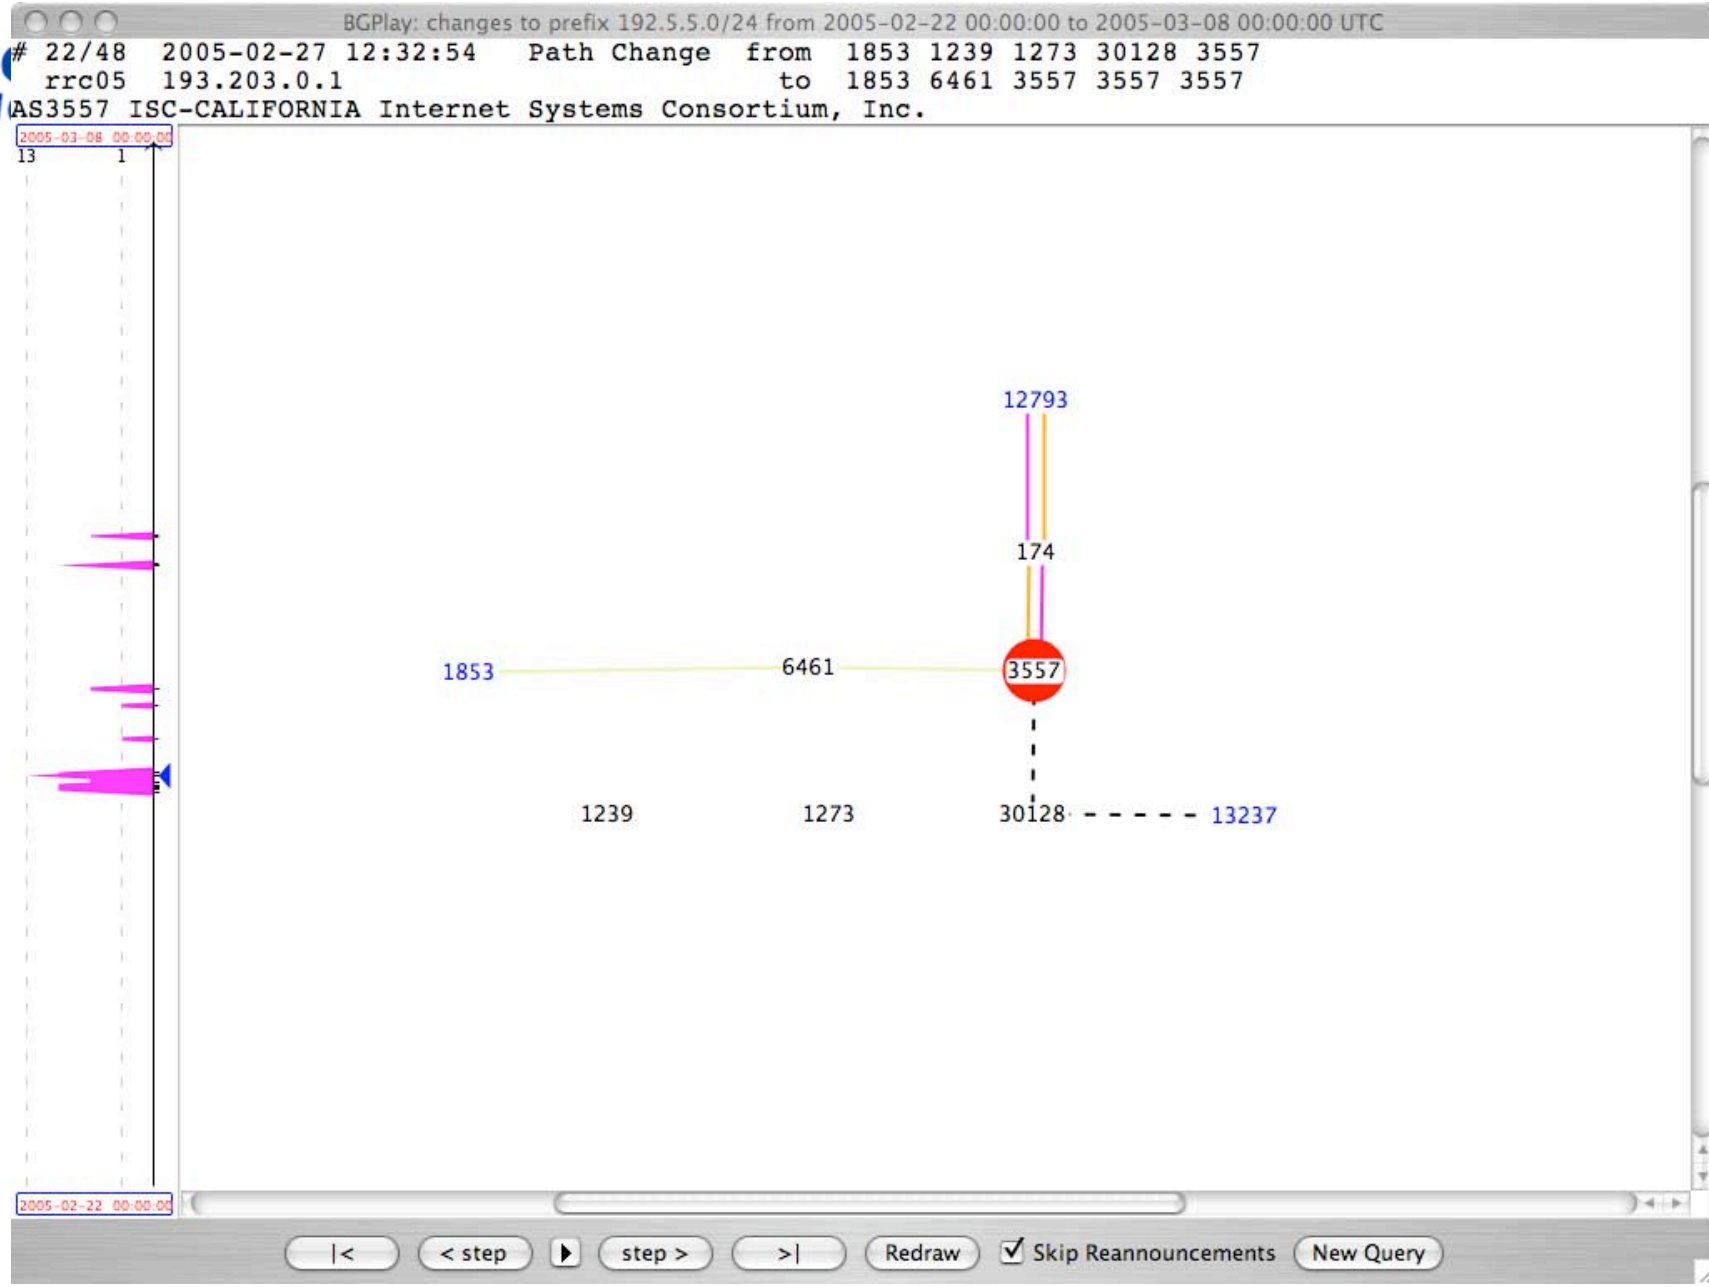 BGPlay: changes to prefix 192.5.5.0/24 from 2005-02-22 00:00:00 to 2005-03-08 00:00:00 UTC
# 22/48 2005-02-27 12:32:54 Path Change from 1853 1239 1273 30128 3557
rrc05 193.203.0.1 to 1853 6461 3557 3557 3557
AS3557 ISC-CALIFORNIA Internet Systems Consortium, Inc.
2005-03-08 00:00:00
13 1
12793
174
1853 6461 3557
1239 1273 30128 13237
2005-02-22 00:00:00
|< < step step > >| Redraw Skip Reannouncements New Query